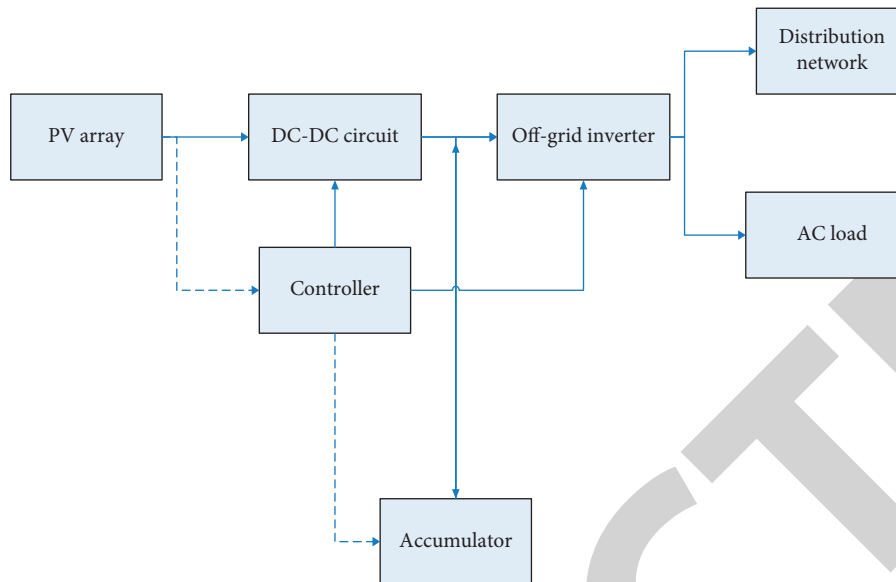 Distribution
network
PV array
DC-DC circuit
Off-grid inverter
AC load
Controller
Accumulator